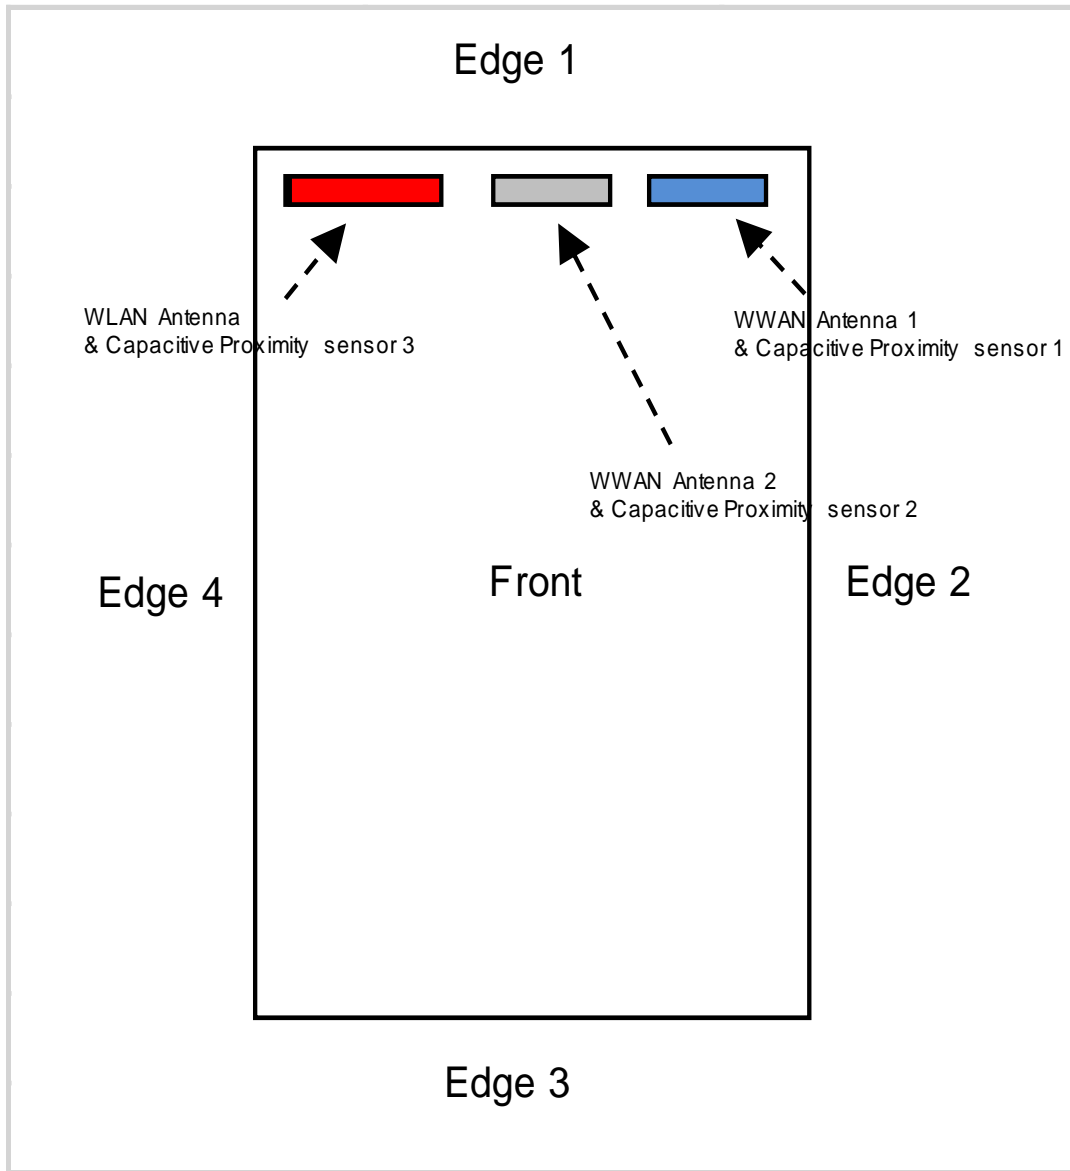 Edge 1
WLAN Antenna
& Capacitive Proximity sensor 3
WWAN Antenna 1
& Capacitive Proximity sensor 1
WWAN Antenna 2
& Capacitive Proximity sensor 2
Edge 4
Front
Edge 2
Edge 3